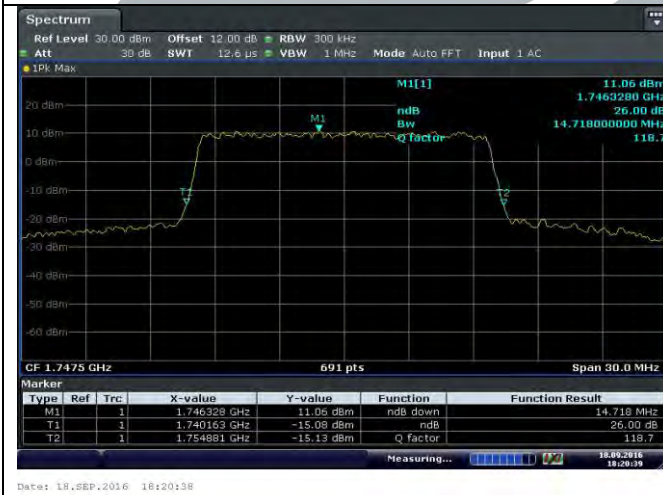 Spectrum
Ref Level 30.00 dBm Offset 12.00 dB RBW 300 kHz
Att 30 dB SWT 12.6 µs VBW 1 MHz Mode Auto FFT Input 1 AC
1Pk Max
M1[1] 11.06 dBm
1.7463280 GHz
20 dBm
ndB 26.00 dB
M1
Bw 14.718000000 MHz
10 dBm
Q factor 118.7
0 dBm
-10 dBm
T1 T2
-20 dBm
-30 dBm
-40 dBm
-50 dBm
-60 dBm
CF 1.7475 GHz 691 pts Span 30.0 MHz
Marker
Type Ref Trc X-value Y-value Function Function Result
M1 1 1.746328 GHz 11.06 dBm ndB down 14.718 MHz
T1 1 1.740163 GHz -15.08 dBm ndB 26.00 dB
T2 1 1.754881 GHz -15.13 dBm Q factor 118.7
Measuring... 18.09.2016
18:20:39
Date: 18.SEP.2016 18:20:38